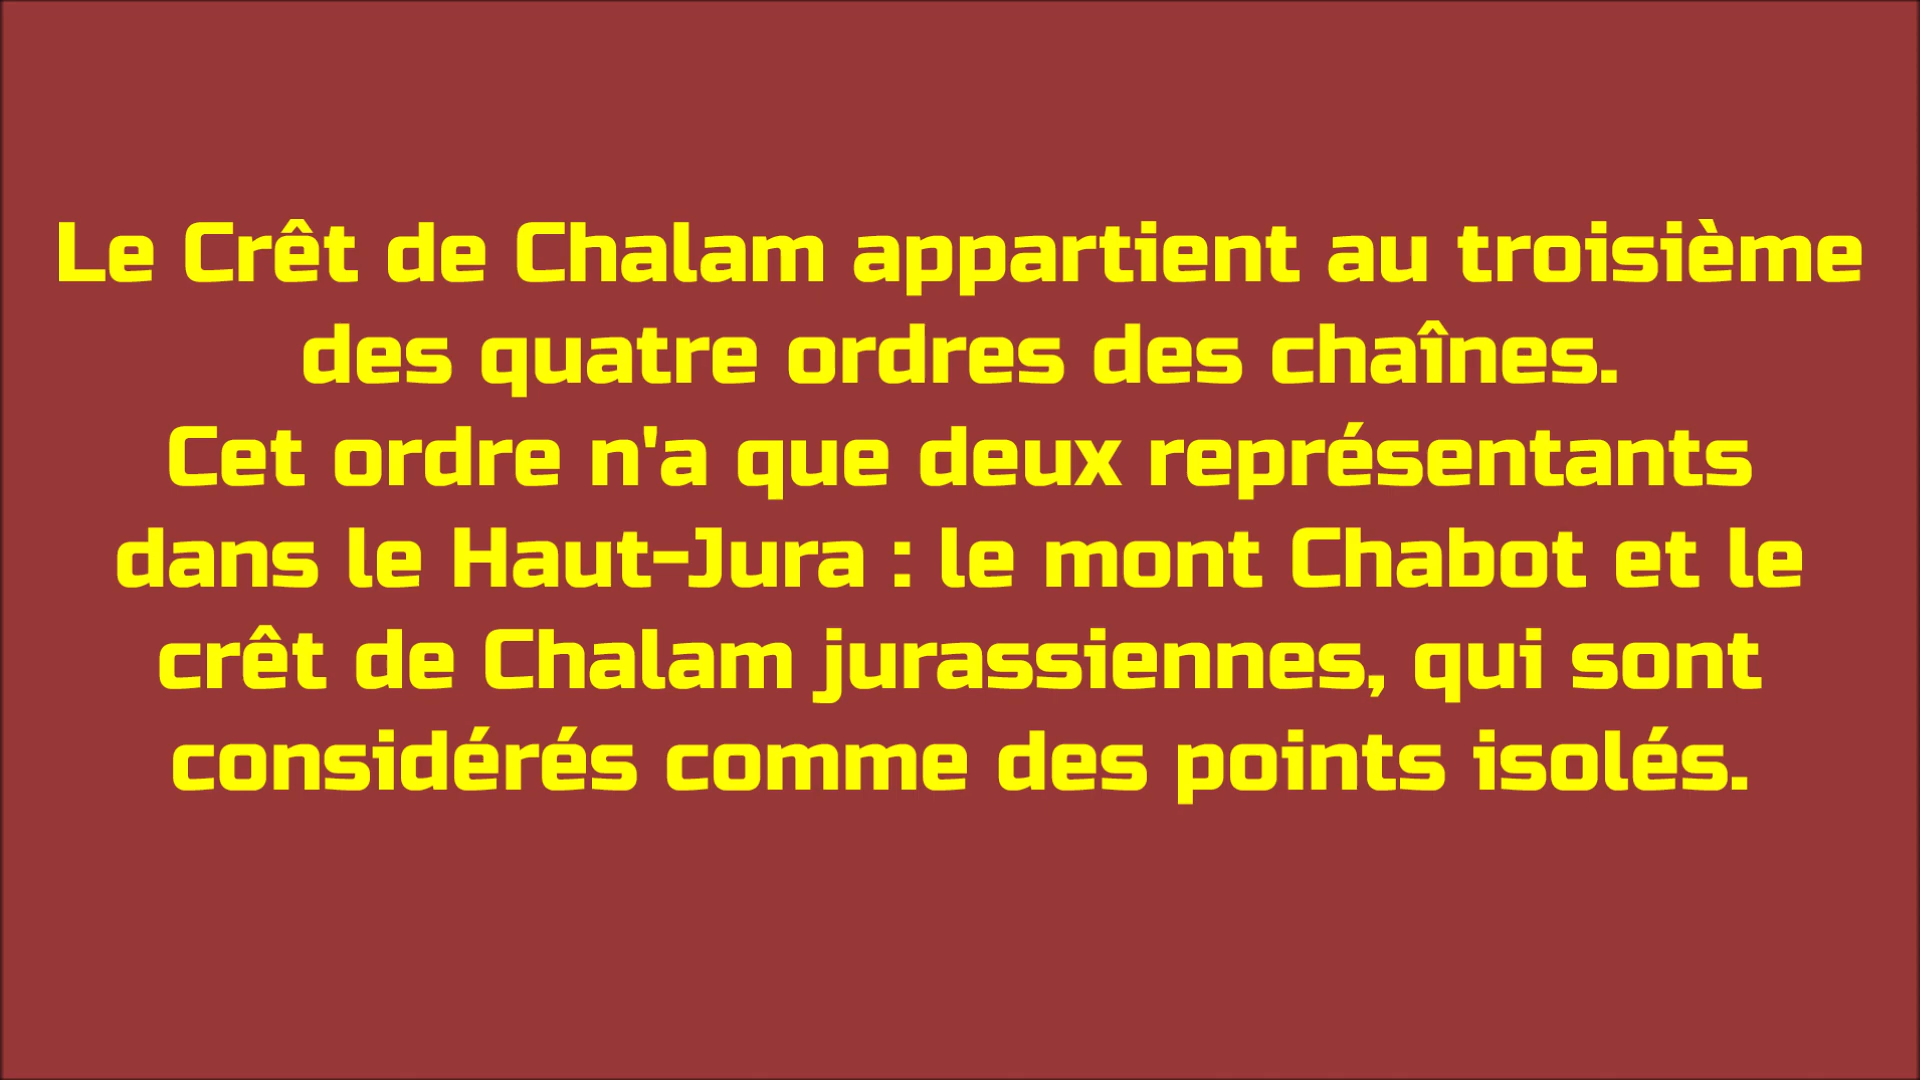 Le Crêt de Chalam appartient au troisième
des quatre ordres des chaînes.
Cet ordre n'a que deux représentants
dans le Haut-Jura : le mont Chabot et le
crêt de Chalam jurassiennes, qui sont
considérés comme des points isolés.